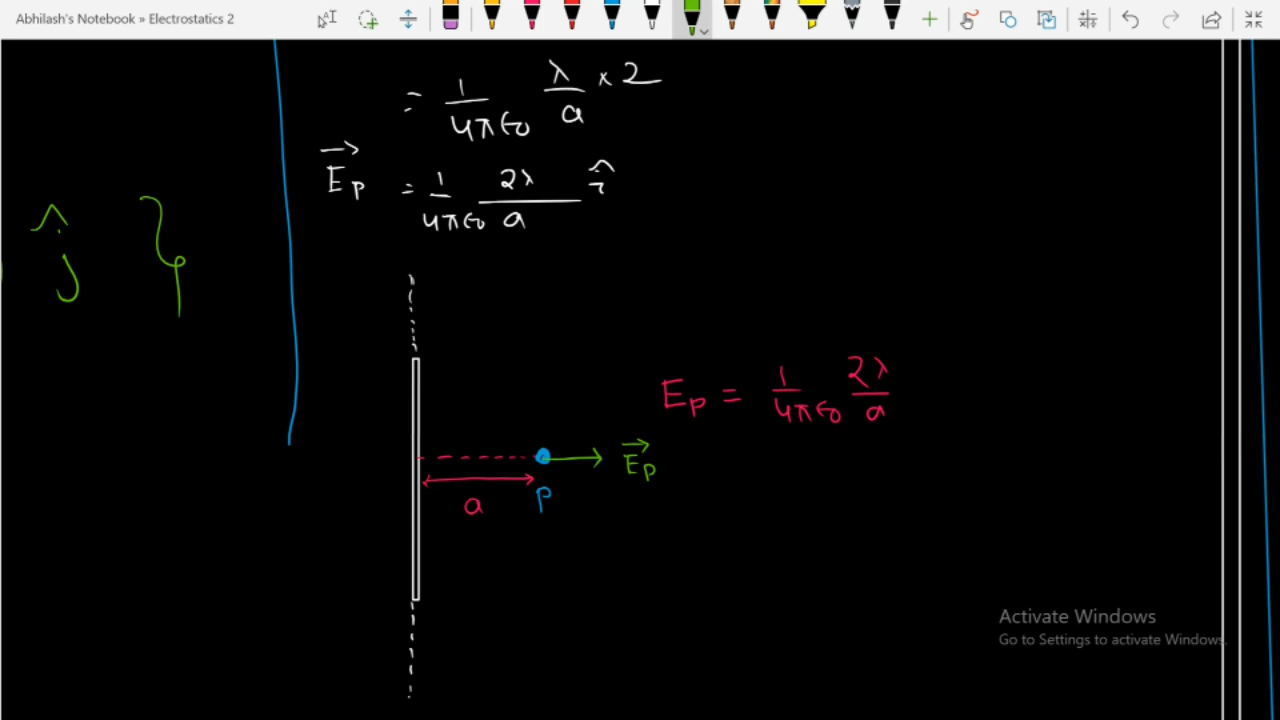 Abhilash's Notebook » Electrostatics 2
= 1/4πϵ0 λ/a × 2
E⃗p = 1/4πϵ0 2λ/a î
ĵ }
Ep = 1/4πϵ0 2λ/a
E⃗p
a
P
Activate Windows
Go to Settings to activate Windows.